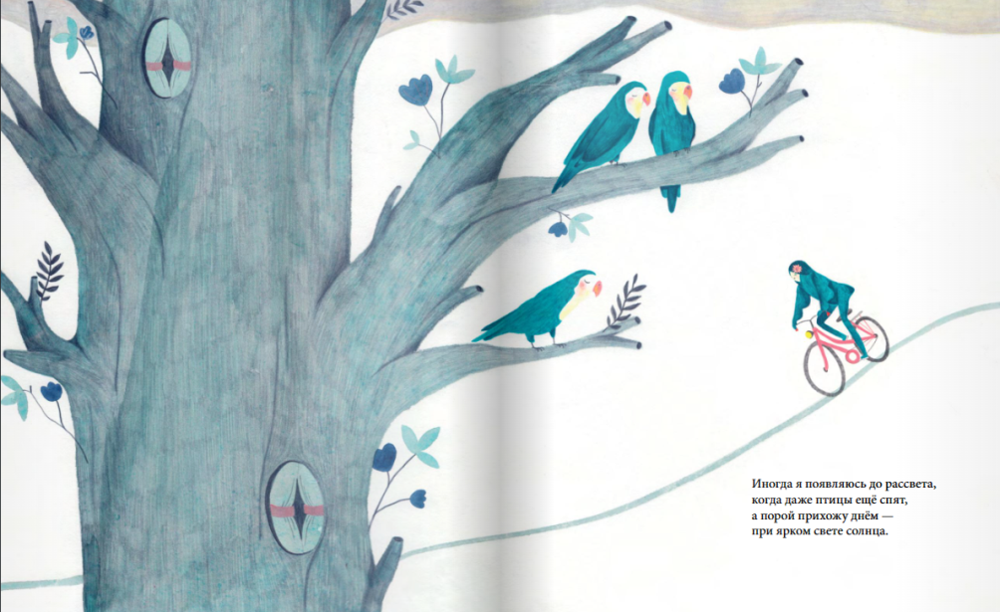 Иногда я появляюсь до рассвета,
когда даже птицы ещё спят,
а порой прихожу днём —
при ярком свете солнца.